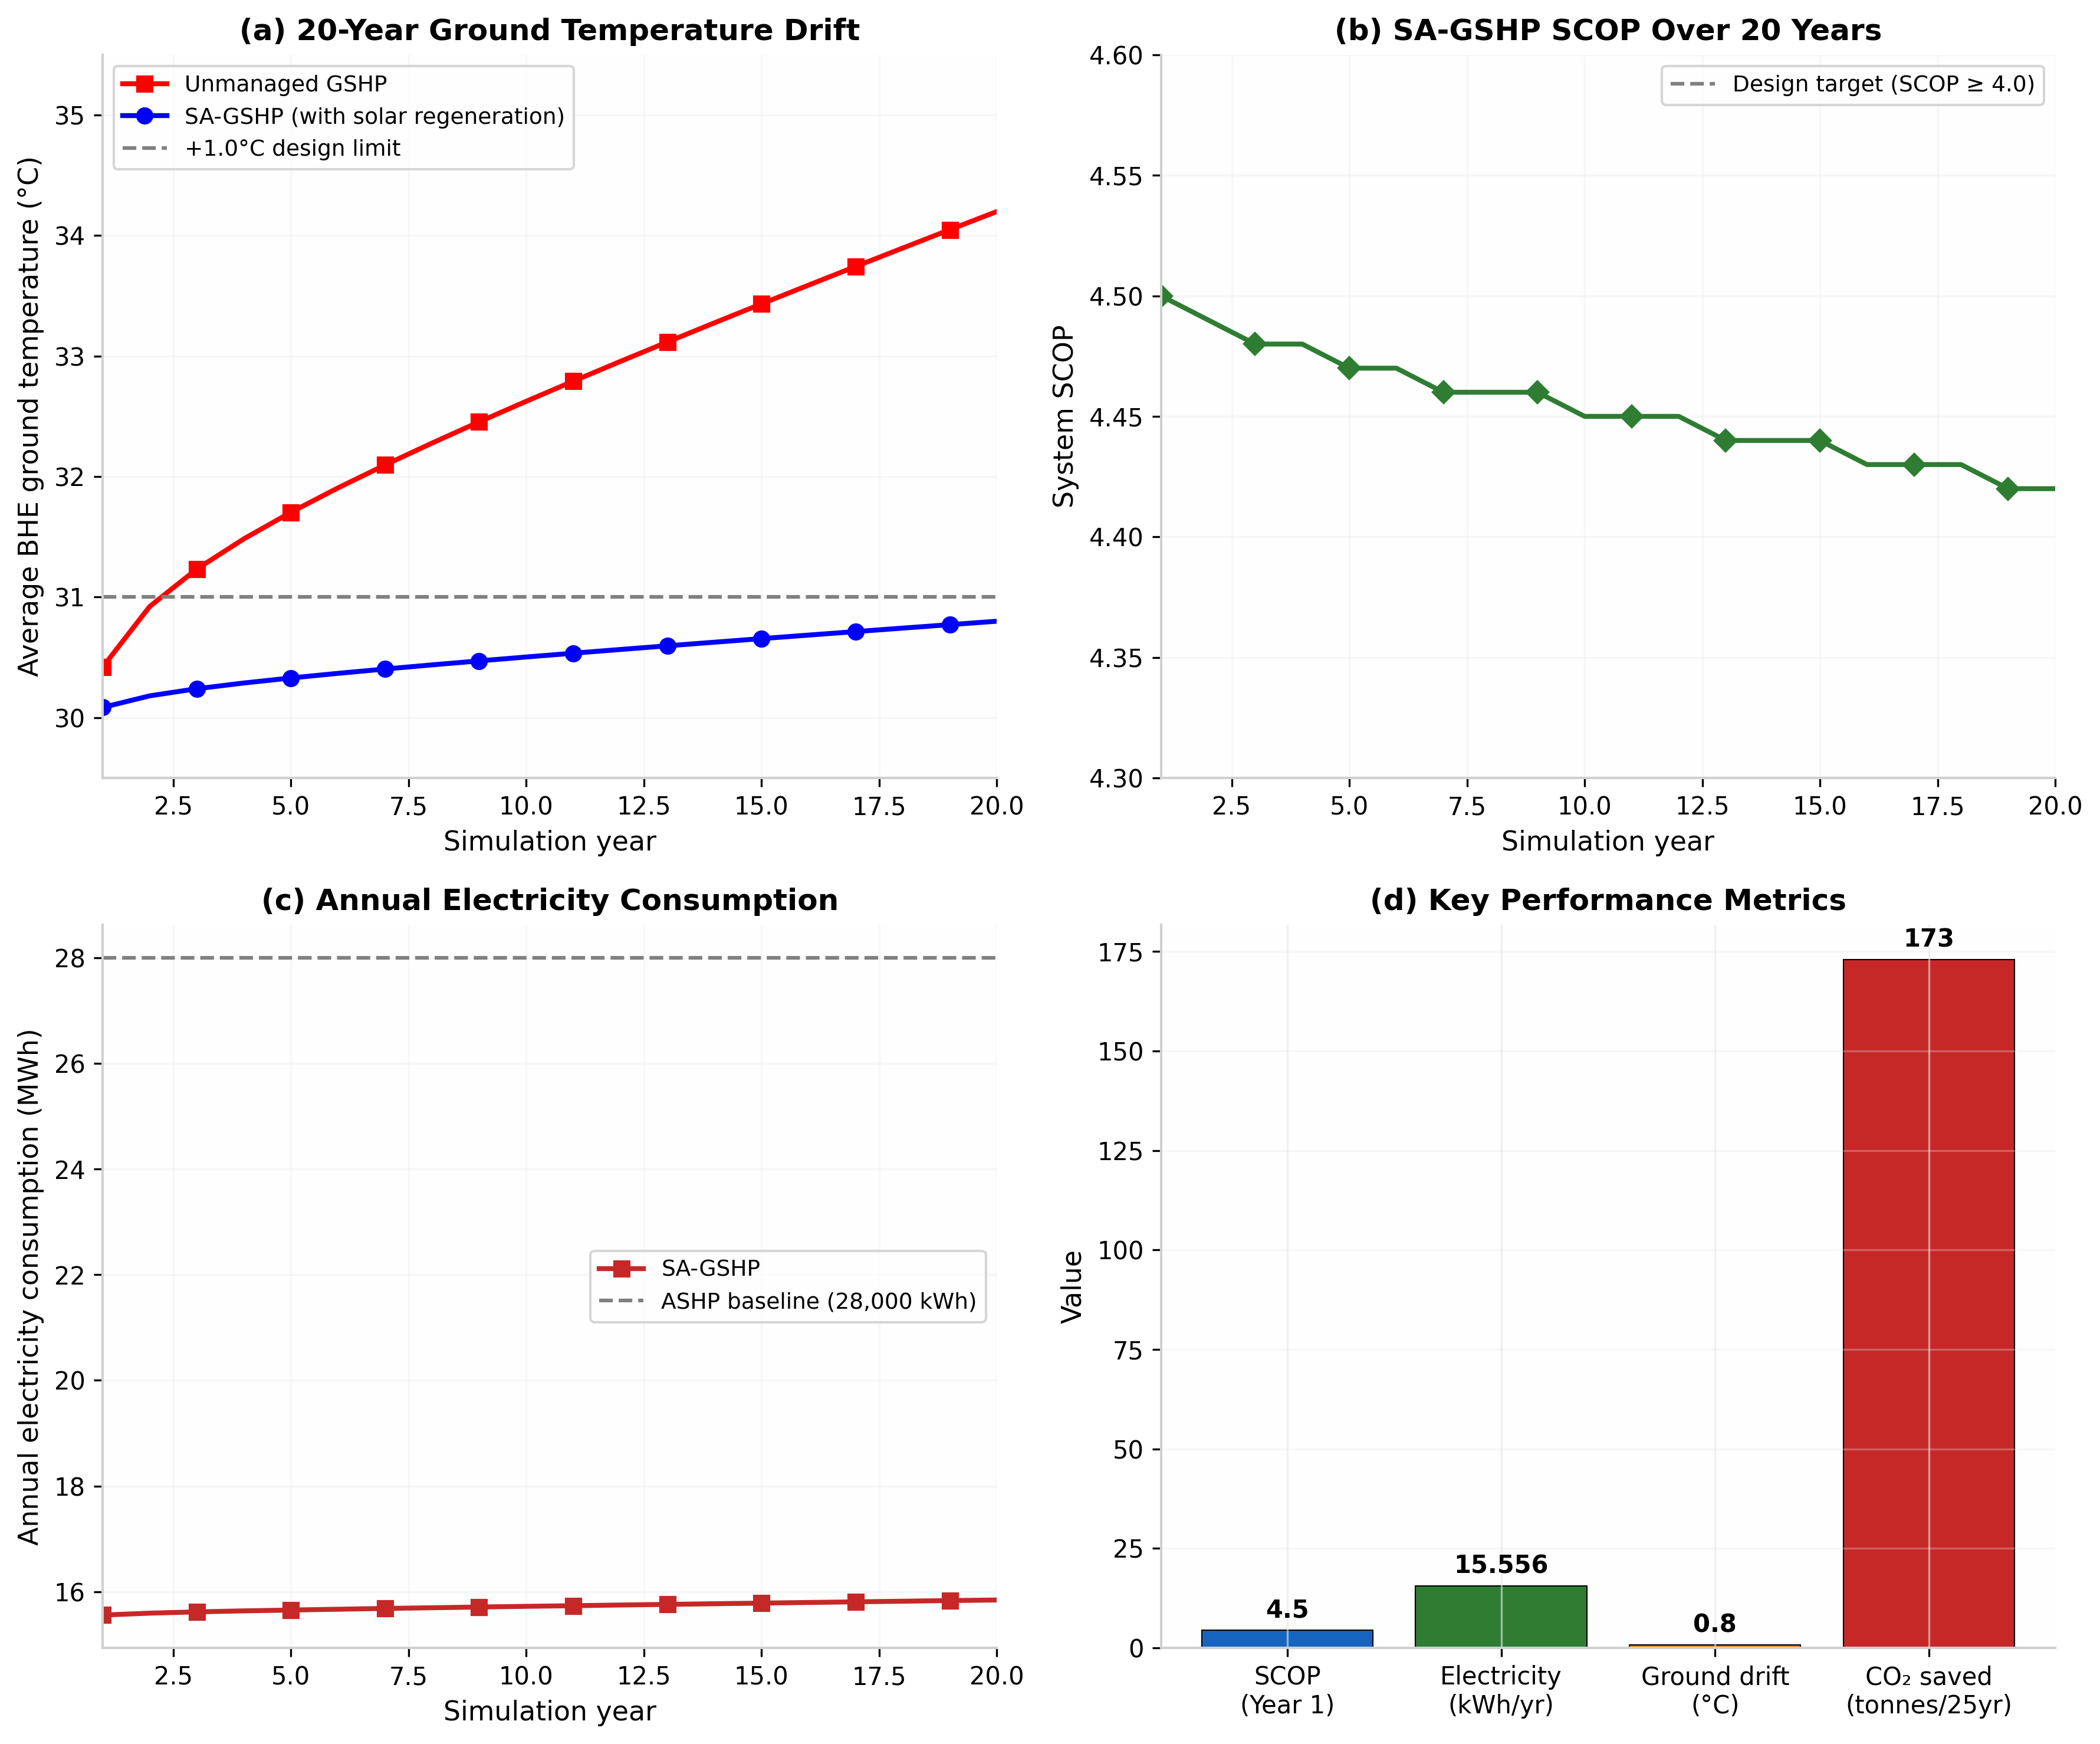 (a) 20-Year Ground Temperature Drift
Unmanaged GSHP
SA-GSHP (with solar regeneration)
+1.0°C design limit
Average BHE ground temperature (°C)
35
34
33
32
31
30
2.5 5.0 7.5 10.0 12.5 15.0 17.5 20.0
Simulation year
(b) SA-GSHP SCOP Over 20 Years
Design target (SCOP ≥ 4.0)
System SCOP
4.60
4.55
4.50
4.45
4.40
4.35
4.30
2.5 5.0 7.5 10.0 12.5 15.0 17.5 20.0
Simulation year
(c) Annual Electricity Consumption
Annual electricity consumption (MWh)
28
26
24
22
20
18
16
SA-GSHP
ASHP baseline (28,000 kWh)
2.5 5.0 7.5 10.0 12.5 15.0 17.5 20.0
Simulation year
(d) Key Performance Metrics
Value
175
150
125
100
75
50
25
0
4.5
15.556
0.8
173
SCOP
(Year 1)
Electricity
(kWh/yr)
Ground drift
(°C)
CO₂ saved
(tonnes/25yr)